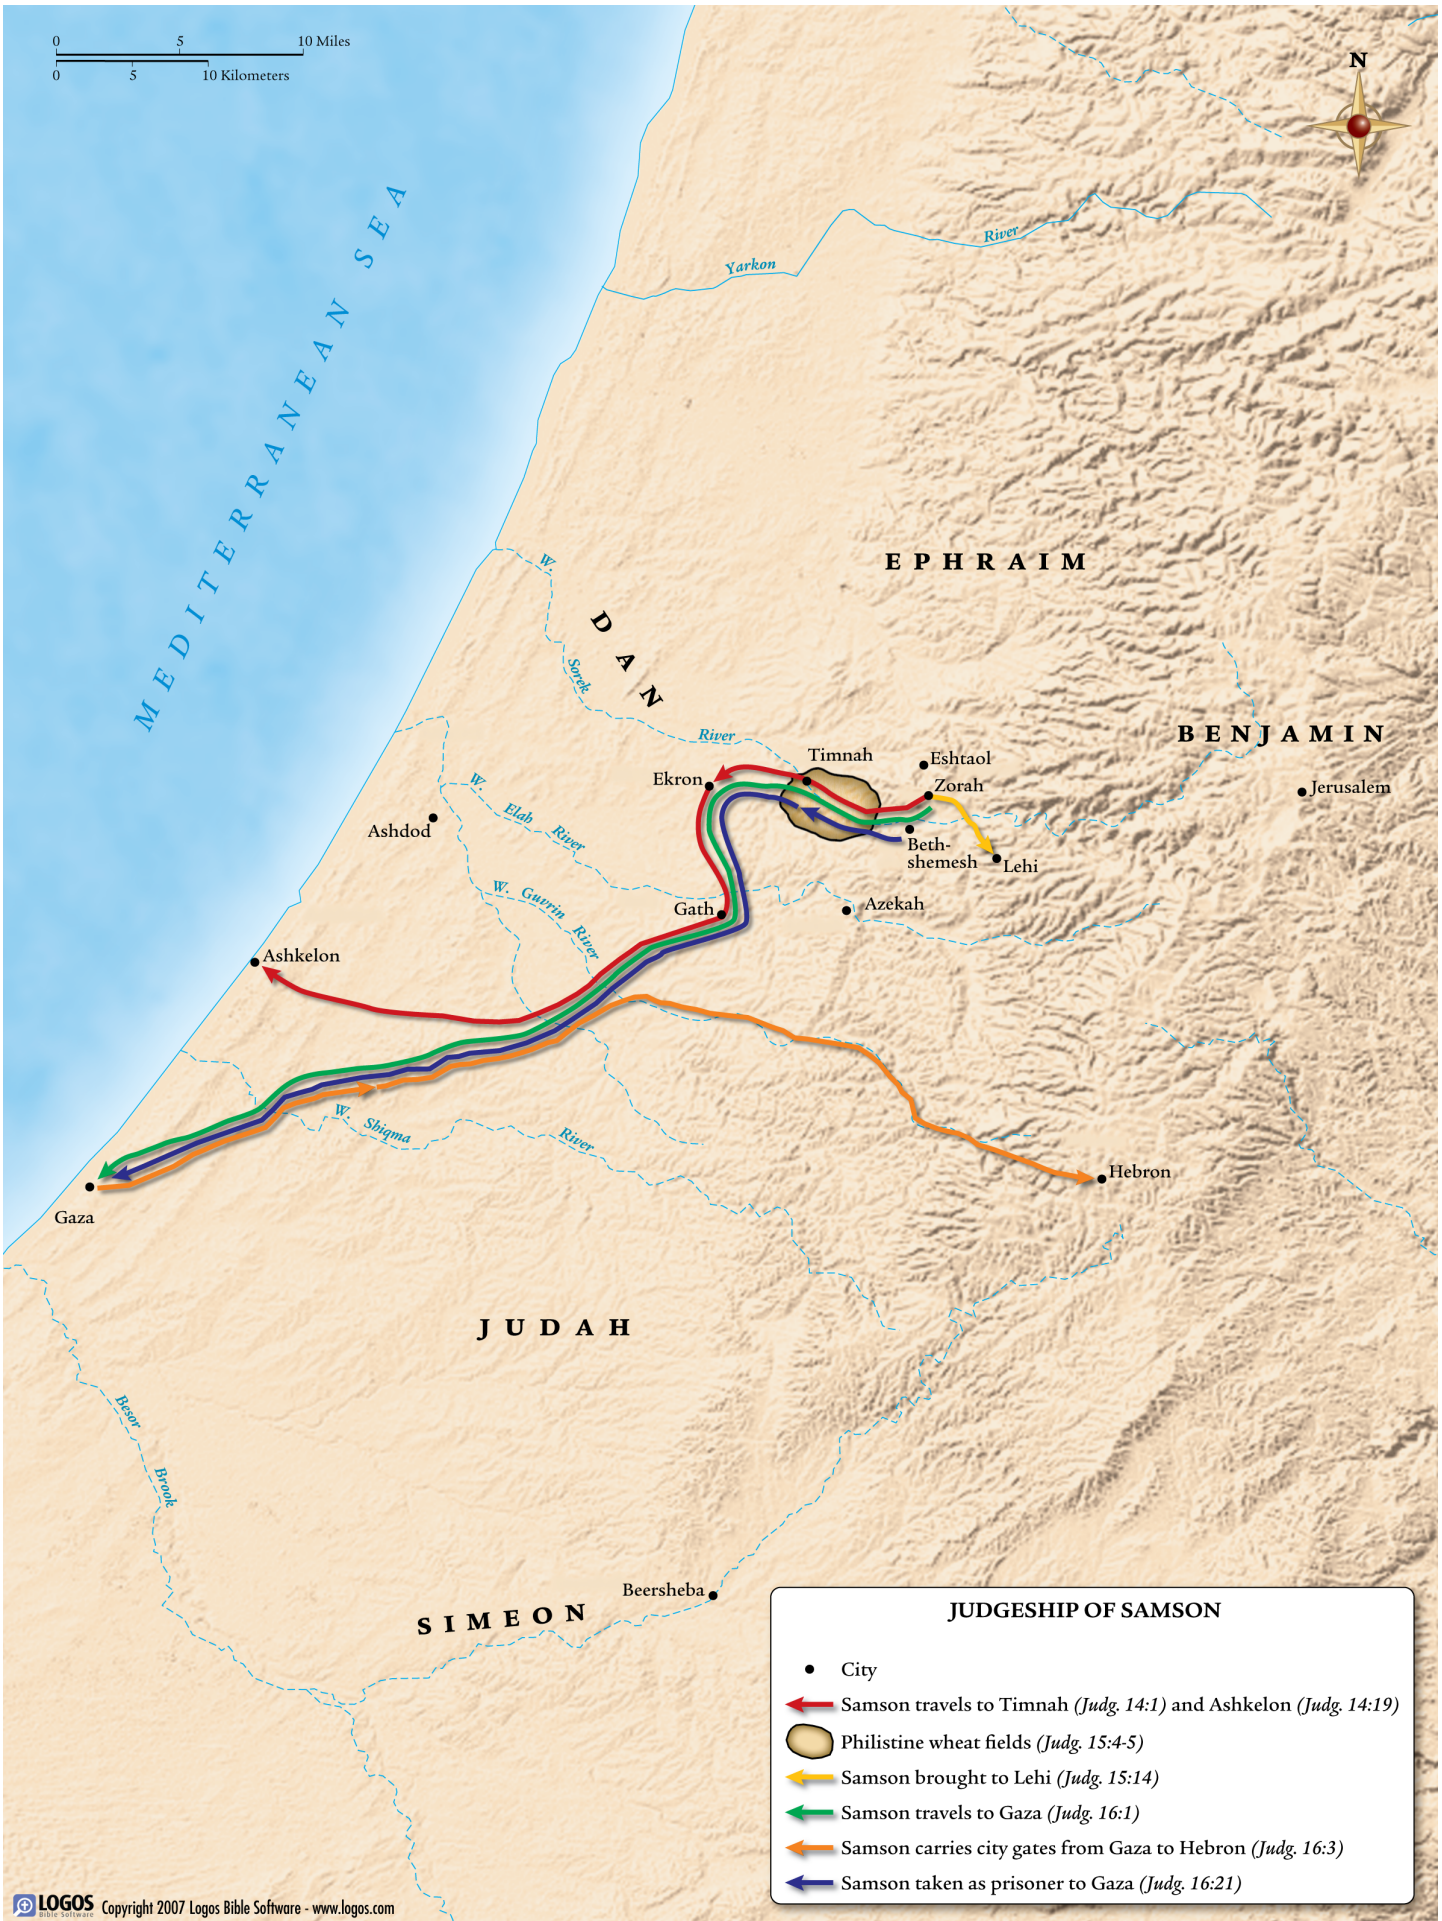 0 5 10 Miles
0 5 10 Kilometers
N
MEDITERRANEAN SEA
Yarkon River
EPHRAIM
W. Sorek River
DAN
BENJAMIN
Timnah
Eshtaol
Ekron
Zorah
Jerusalem
W. Elah River
Ashdod
Beth-
shemesh
Lehi
W. Guvrin River
Gath
Azekah
Ashkelon
W. Shiqma River
Hebron
Gaza
JUDAH
Besor Brook
Beersheba
SIMEON
JUDGESHIP OF SAMSON
City
Samson travels to Timnah (Judg. 14:1) and Ashkelon (Judg. 14:19)
Philistine wheat fields (Judg. 15:4-5)
Samson brought to Lehi (Judg. 15:14)
Samson travels to Gaza (Judg. 16:1)
Samson carries city gates from Gaza to Hebron (Judg. 16:3)
Samson taken as prisoner to Gaza (Judg. 16:21)
LOGOS
Bible Software
Copyright 2007 Logos Bible Software - www.logos.com